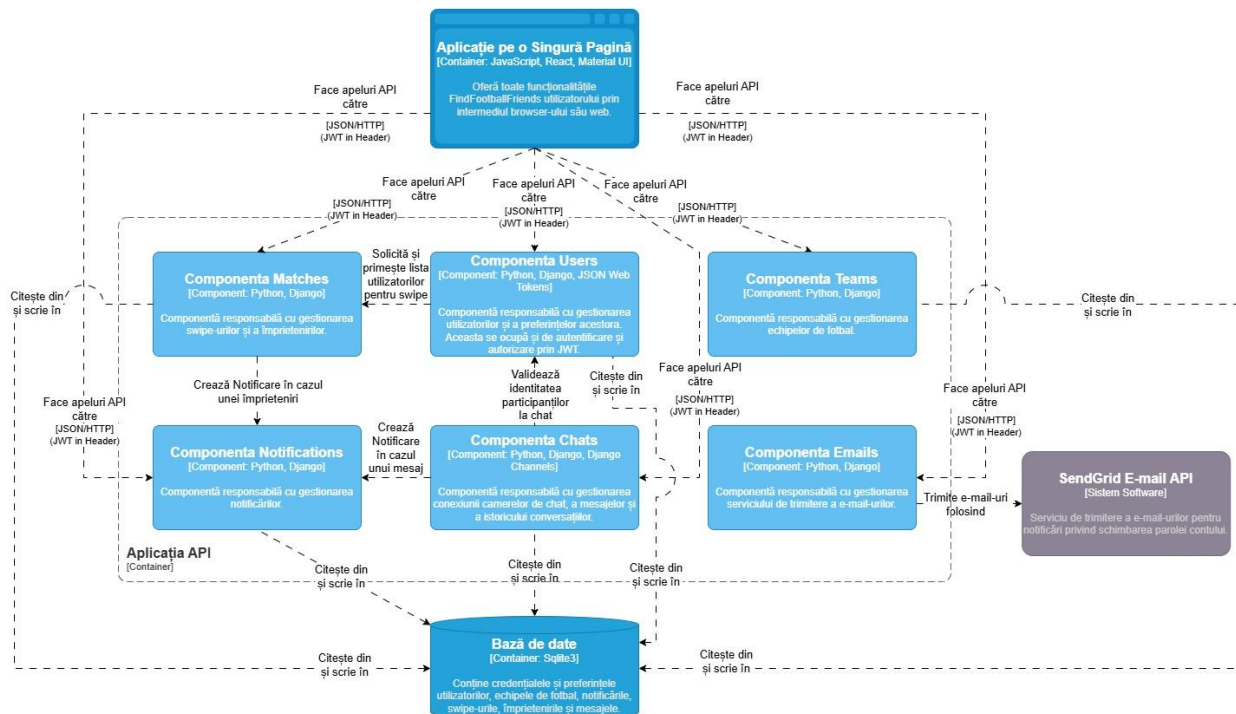 Aplicație pe o Singură Pagină
[Container: JavaScript, React, Material UI]
Oferă toate funcționalitățile
FindFootballFriends utilizatorului prin
intermediul browser-ului său web.
Face apeluri API
către
[JSON/HTTP]
(JWT in Header)
Face apeluri API
către
[JSON/HTTP]
(JWT in Header)
Face apeluri API
către
[JSON/HTTP]
(JWT in Header)
Face apeluri API
către
[JSON/HTTP]
(JWT in Header)
Face apeluri API
către
[JSON/HTTP]
(JWT in Header)
Componenta Matches
[Component: Python, Django]
Componentă responsabilă cu gestionarea
swipe-urilor și a împrietenirilor.
Solicită și
primește lista
utilizatorilor
pentru swipe
Componenta Users
[Component: Python, Django, JSON Web
Tokens]
Componentă responsabilă cu gestionarea
utilizatorilor și a preferințelor acestora.
Aceasta se ocupă și de autentificare și
autorizare prin JWT.
Componenta Teams
[Component: Python, Django]
Componentă responsabilă cu gestionarea
echipelor de fotbal.
Citește din
și scrie în
Citește din
și scrie în
Crează Notificare în cazul
unei împrieteniri
Validează
identitatea
participanților
la chat
Citește din
și scrie în
Face apeluri API
către
[JSON/HTTP]
(JWT in Header)
Face apeluri API
către
[JSON/HTTP]
(JWT in Header)
Face apeluri API
către
[JSON/HTTP]
(JWT in Header)
Componenta Notifications
[Component: Python, Django]
Componentă responsabilă cu gestionarea
notificărilor.
Crează
Notificare
în cazul
unui mesaj
Componenta Chats
[Component: Python, Django, Django
Channels]
Componentă responsabilă cu gestionarea
conexiunii camerelor de chat, a mesajelor și
a istoricului conversațiilor.
Componenta Emails
[Component: Python, Django]
Componentă responsabilă cu gestionarea
serviciului de trimitere a e-mail-urilor.
Trimite e-mail-uri
folosind
SendGrid E-mail API
[Sistem Software]
Serviciu de trimitere a e-mail-urilor pentru
notificări privind schimbarea parolei contului.
Aplicația API
[Container]
Citește din
și scrie în
Citește din
și scrie în
Citește din
și scrie în
Bază de date
[Container: Sqlite3]
Conține credențialele și preferințele
utilizatorilor, echipele de fotbal, notificările,
swipe-urile, împrietenirile și mesajele.
Citește din
și scrie în
Citește din
și scrie în